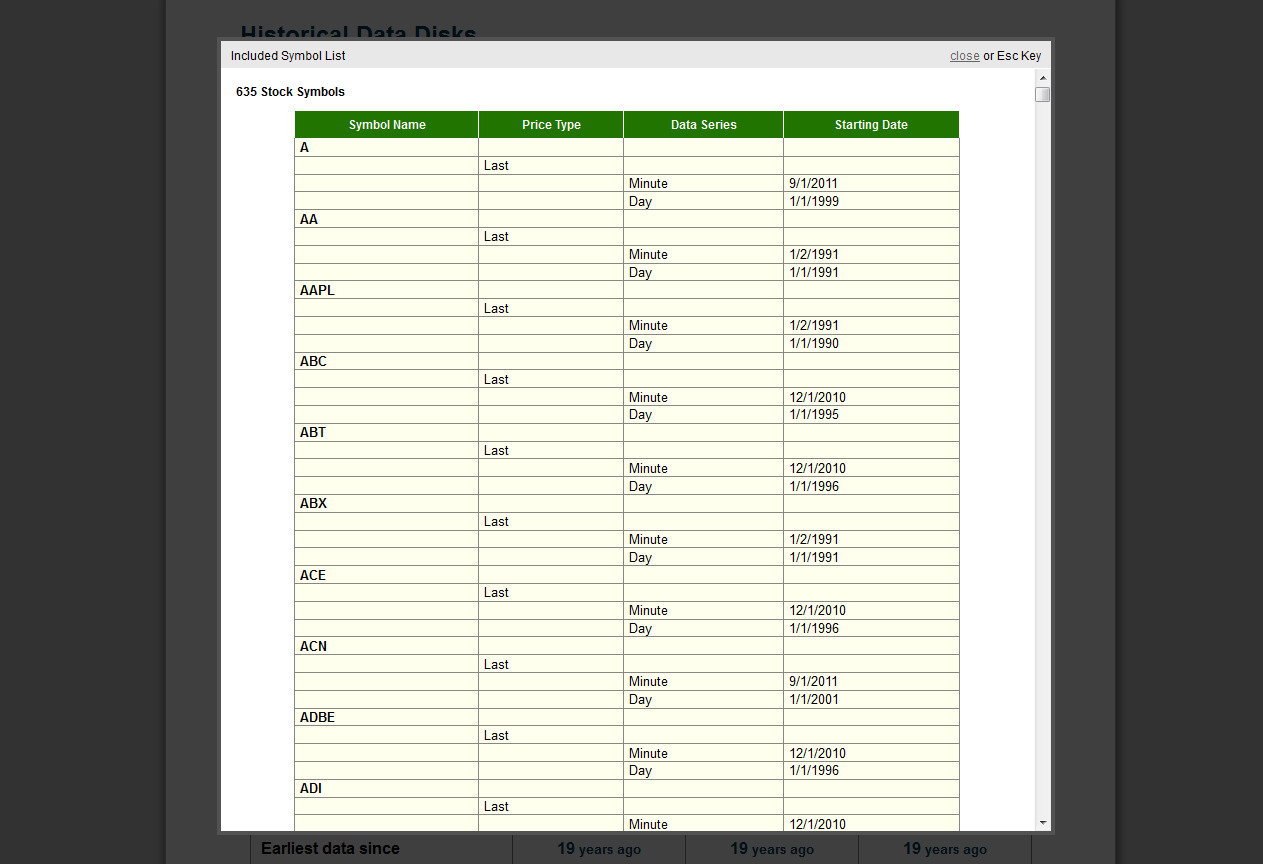 Historical Data Disks
Included Symbol List close or Esc Key
635 Stock Symbols
Symbol Name Price Type Data Series Starting Date
A
Last
Minute 9/1/2011
Day 1/1/1999
AA
Last
Minute 1/2/1991
Day 1/1/1991
AAPL
Last
Minute 1/2/1991
Day 1/1/1990
ABC
Last
Minute 12/1/2010
Day 1/1/1995
ABT
Last
Minute 12/1/2010
Day 1/1/1996
ABX
Last
Minute 1/2/1991
Day 1/1/1991
ACE
Last
Minute 12/1/2010
Day 1/1/1996
ACN
Last
Minute 9/1/2011
Day 1/1/2001
ADBE
Last
Minute 12/1/2010
Day 1/1/1996
ADI
Last
Minute 12/1/2010
Earliest data since 19 years ago 19 years ago 19 years ago